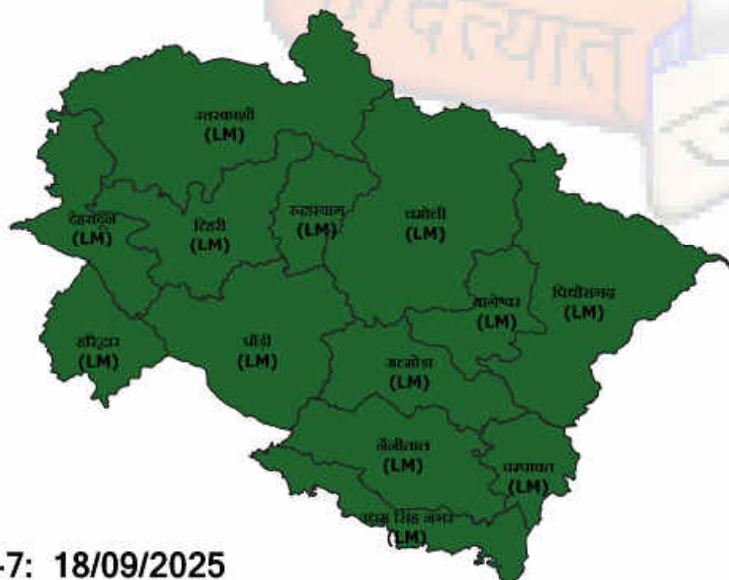 उत्तरकाशी
(LM)
देहरादून
(LM)
टिहरी
(LM)
रुद्रप्रयाग
(LM)
चमोली
(LM)
बागेश्वर
(LM)
पिथौरागढ़
(LM)
हरिद्वार
(LM)
पौड़ी
(LM)
अल्मोड़ा
(LM)
नैनीताल
(LM)
चम्पावत
(LM)
उधम सिंह नगर
(LM)
-7: 18/09/2025